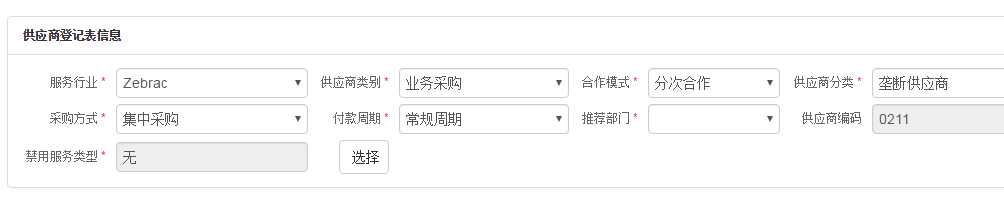 供应商登记表信息
服务行业 * Zebrac 供应商类别 * 业务采购 合作模式 * 分次合作 供应商分类 * 垄断供应商
采购方式 * 集中采购 付款周期 * 常规周期 推荐部门 * 供应商编码 0211
禁用服务类型 * 无 选择